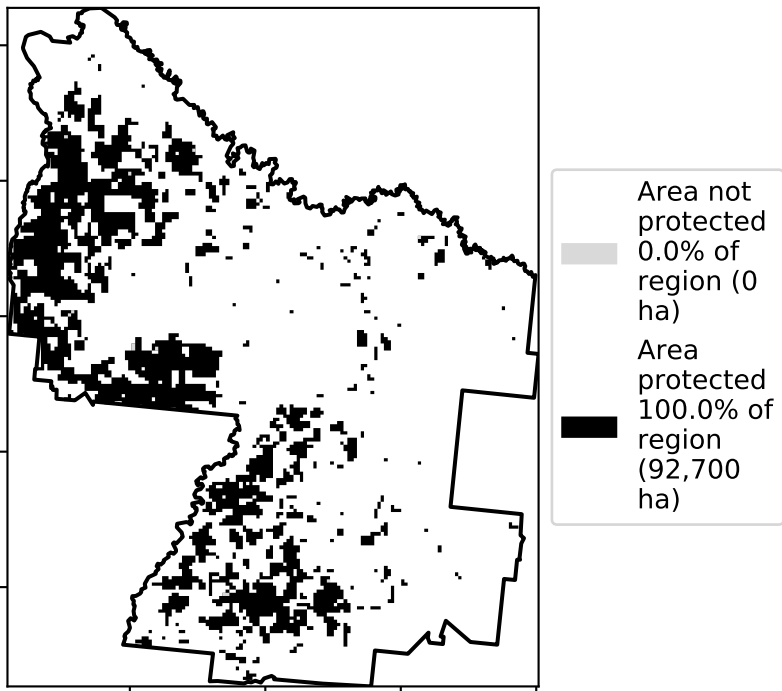 Area not
protected
0.0% of
region (0
ha)
Area
protected
100.0% of
region
(92,700
ha)